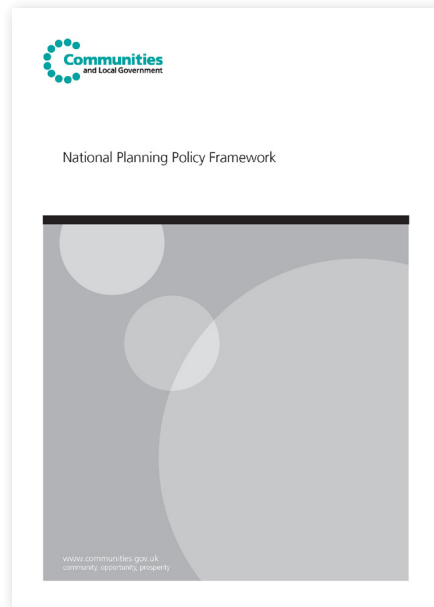 Communities
and Local Government
National Planning Policy Framework
www.communities.gov.uk
community, opportunity, prosperity